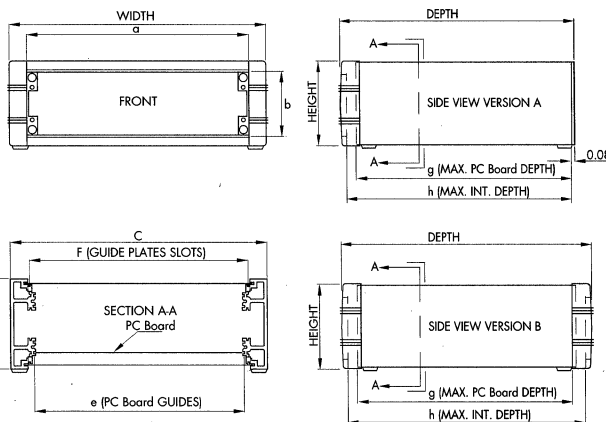 WIDTH
a
FRONT
b
DEPTH
A
HEIGHT
SIDE VIEW VERSION A
A
0.08
g (MAX. PC Board DEPTH)
h (MAX. INT. DEPTH)
C
F (GUIDE PLATES SLOTS)
SECTION A-A
PC Board
e (PC Board GUIDES)
DEPTH
A
HEIGHT
SIDE VIEW VERSION B
A
g (MAX. PC Board DEPTH)
h (MAX. INT. DEPTH)